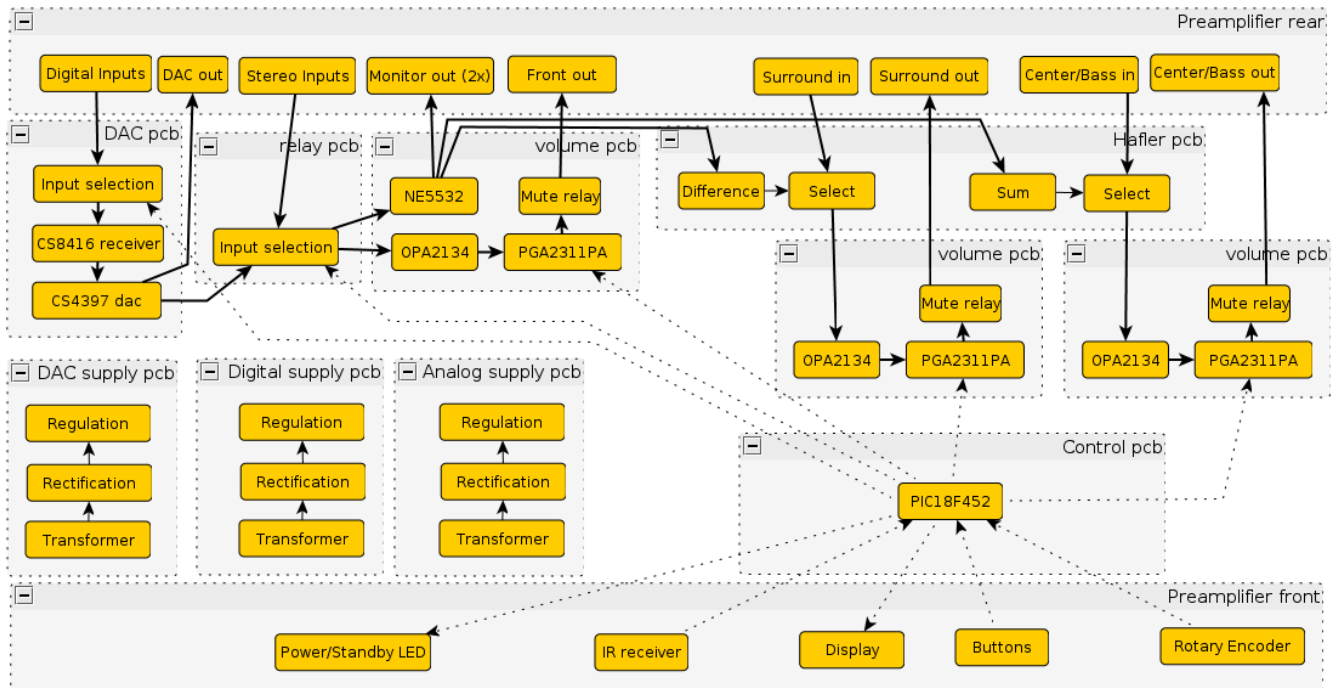 Preamplifier rear
Digital Inputs
DAC out
Stereo Inputs
Monitor out (2x)
Front out
Surround in
Surround out
Center/Bass in
Center/Bass out
DAC pcb
Input selection
CS8416 receiver
CS4397 dac
relay pcb
Input selection
volume pcb
NE5532
Mute relay
OPA2134
PGA2311PA
Hafler pcb
Difference
Select
Sum
Select
volume pcb
Mute relay
OPA2134
PGA2311PA
volume pcb
Mute relay
OPA2134
PGA2311PA
DAC supply pcb
Regulation
Rectification
Transformer
Digital supply pcb
Regulation
Rectification
Transformer
Analog supply pcb
Regulation
Rectification
Transformer
Control pcb
PIC18F452
Preamplifier front
Power/Standby LED
IR receiver
Display
Buttons
Rotary Encoder